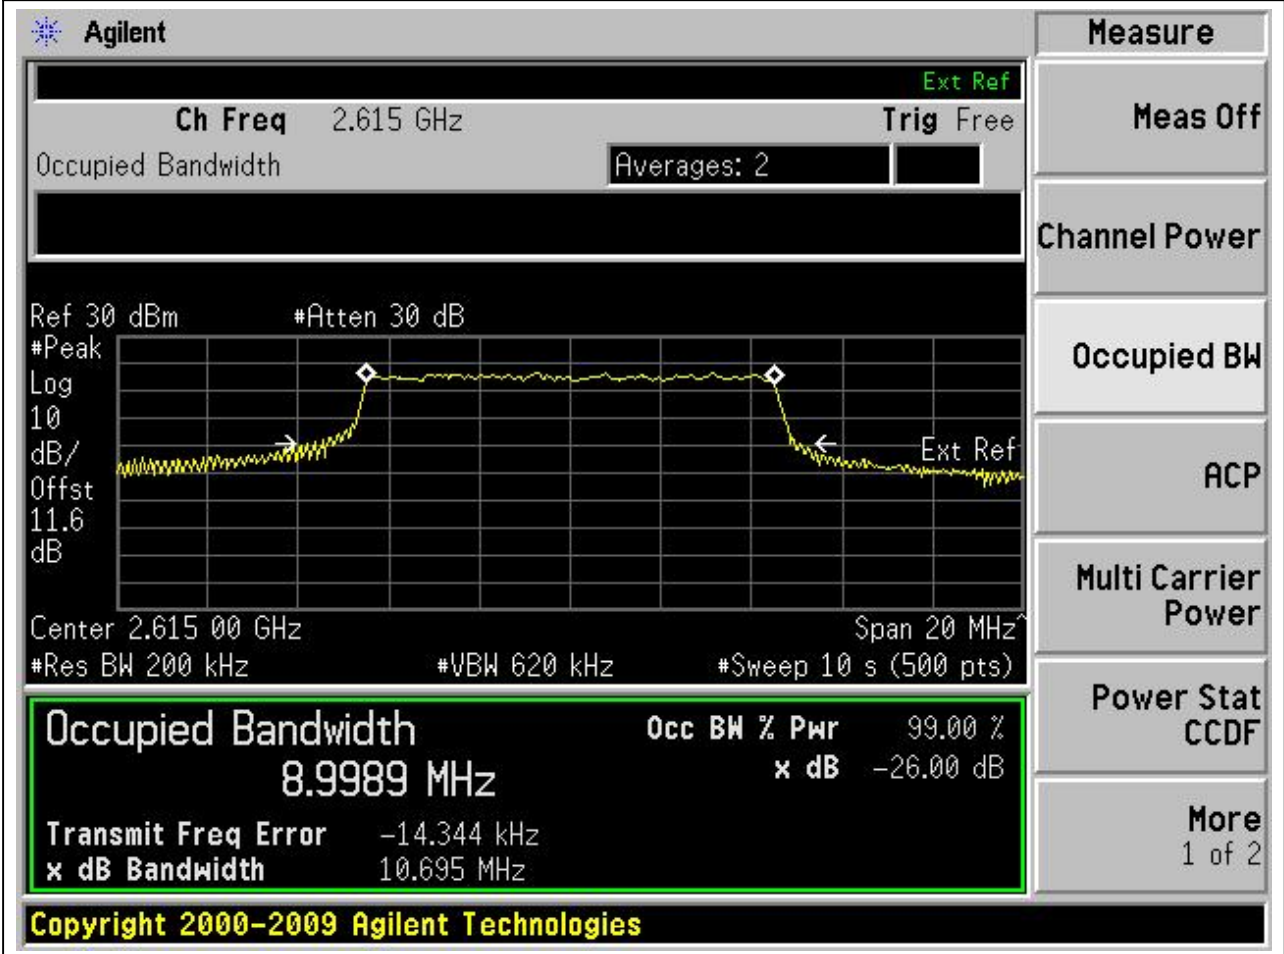 Agilent
Measure
Ext Ref
Ch Freq 2.615 GHz Trig Free
Meas Off
Occupied Bandwidth Averages: 2
Channel Power
Ref 30 dBm #Atten 30 dB
#Peak
Log
10
dB/
Offst
11.6
dB
Ext Ref
Occupied BW
ACP
Center 2.615 00 GHz Span 20 MHz^
#Res BW 200 kHz #VBW 620 kHz #Sweep 10 s (500 pts)
Multi Carrier
Power
Occupied Bandwidth Occ BW % Pwr 99.00 %
8.9989 MHz x dB -26.00 dB
Power Stat
CCDF
Transmit Freq Error -14.344 kHz
x dB Bandwidth 10.695 MHz
More
1 of 2
Copyright 2000-2009 Agilent Technologies